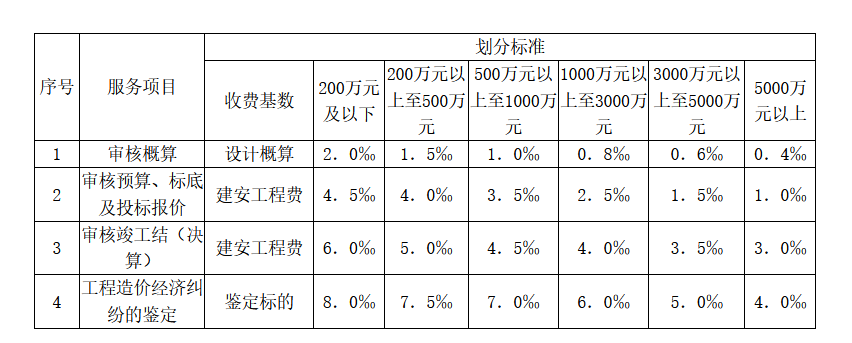 划分标准
序号 服务项目 收费基数 200万元及以下 200万元以上至500万元 500万元以上至1000万元 1000万元以上至3000万元 3000万元以上至5000万元 5000万元以上
1 审核概算 设计概算 2.0‰ 1.5‰ 1.0‰ 0.8‰ 0.6‰ 0.4‰
2 审核预算、标底及投标报价 建安工程费 4.5‰ 4.0‰ 3.5‰ 2.5‰ 1.5‰ 1.0‰
3 审核竣工结（决算） 建安工程费 6.0‰ 5.0‰ 4.5‰ 4.0‰ 3.5‰ 3.0‰
4 工程造价经济纠纷的鉴定 鉴定标的 8.0‰ 7.5‰ 7.0‰ 6.0‰ 5.0‰ 4.0‰